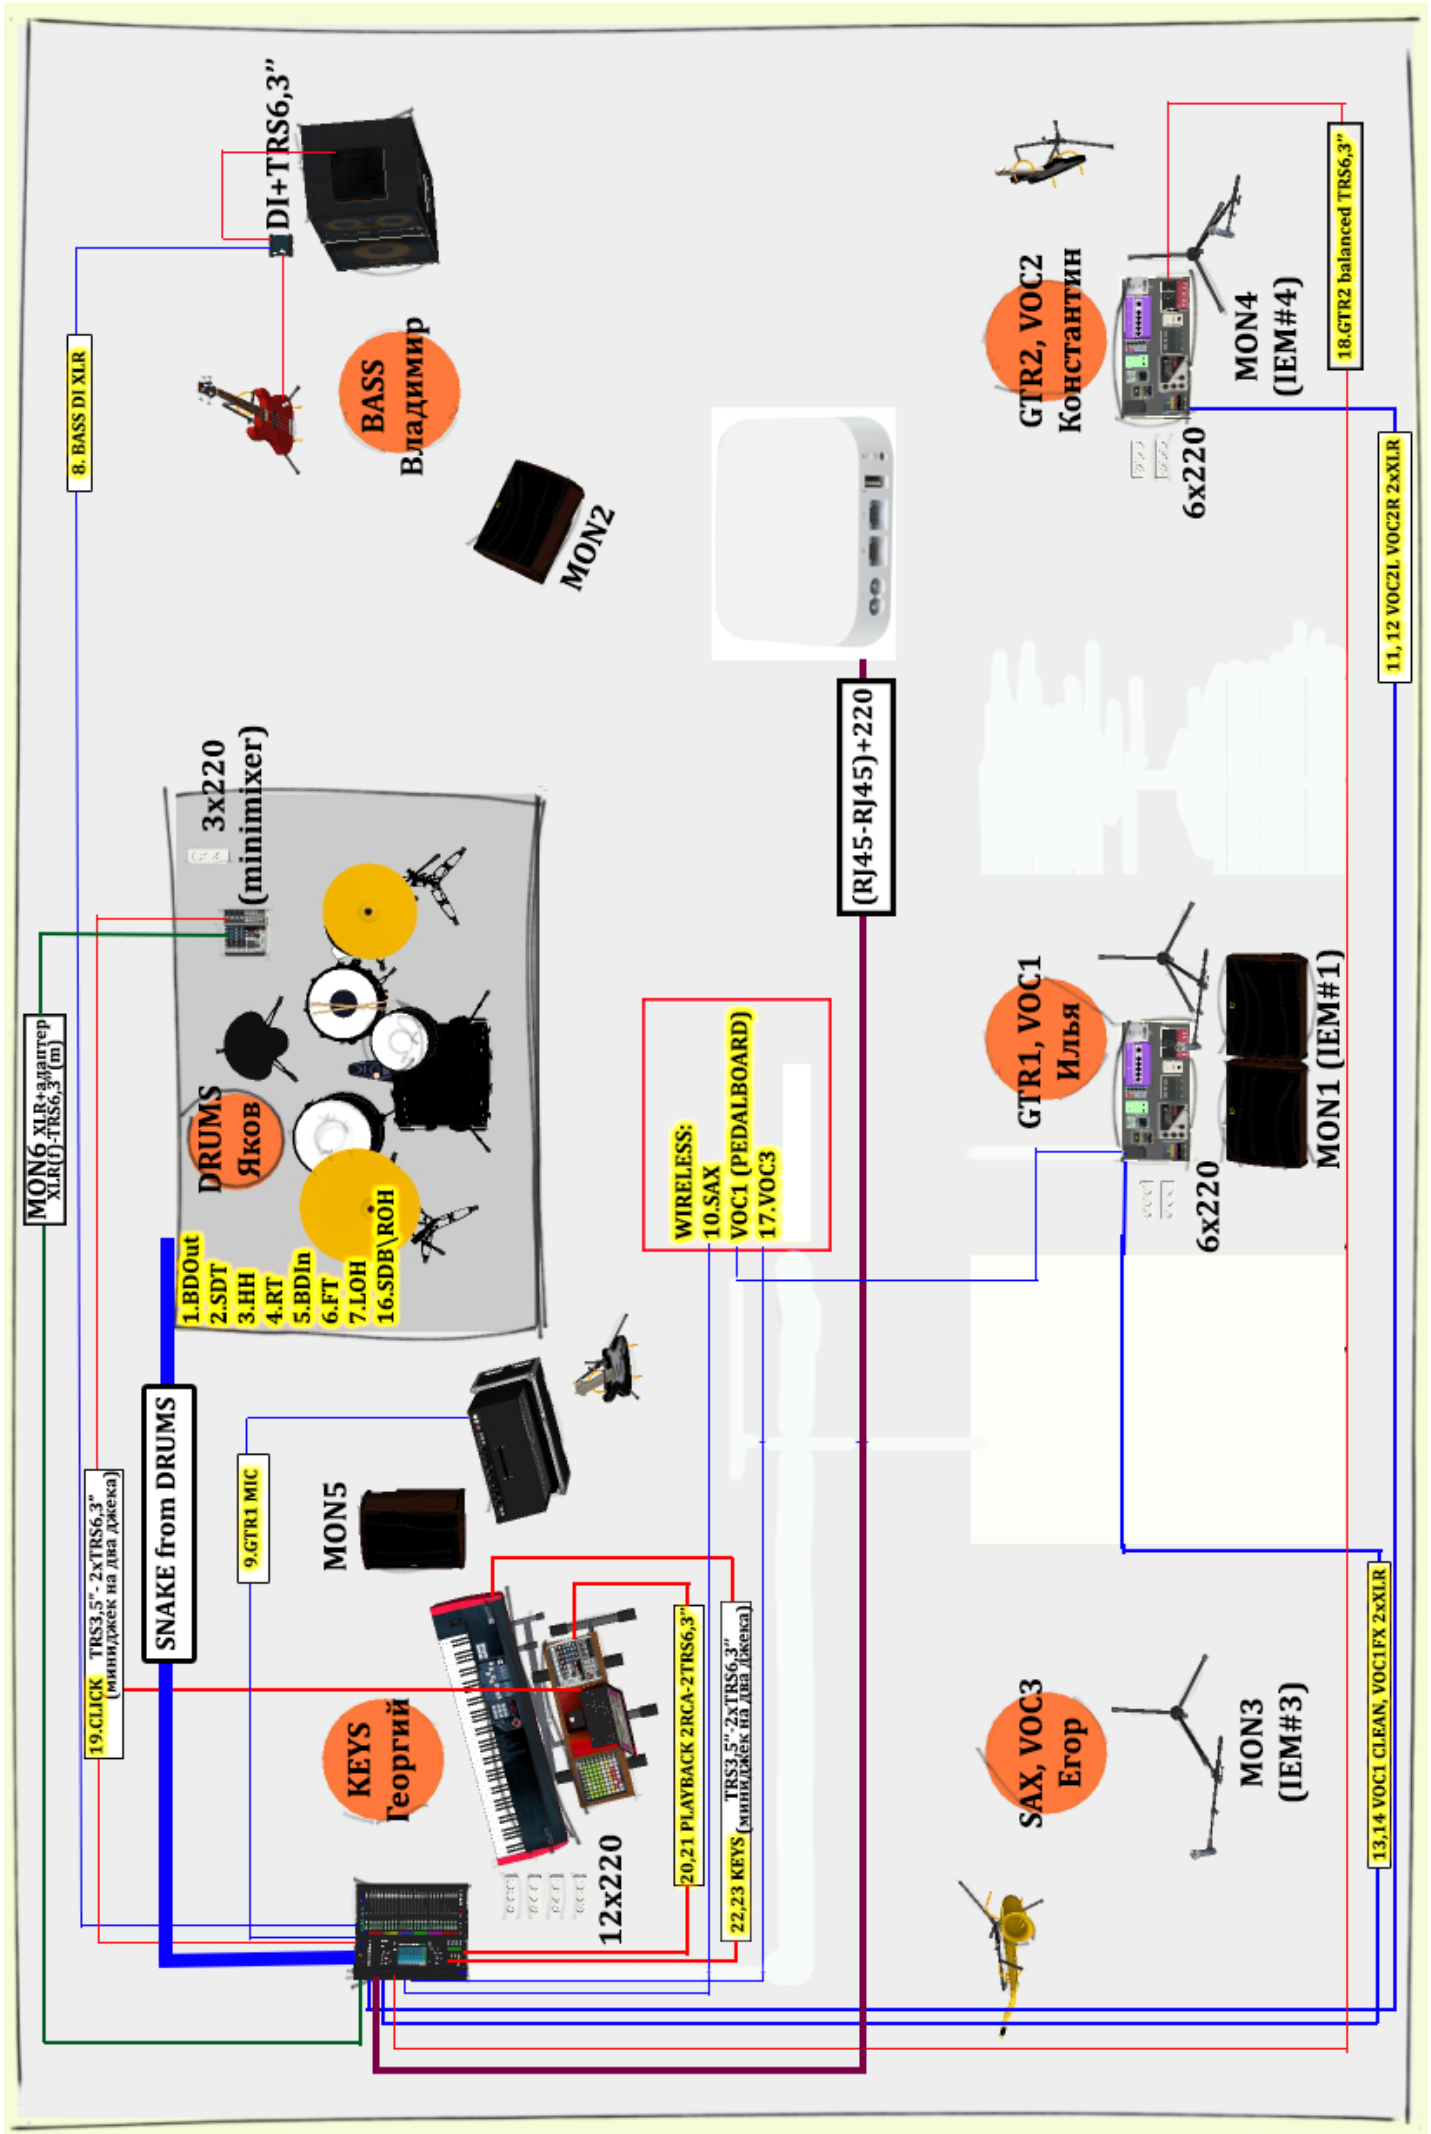 MON6 XLR+адаптер
XLR(f)-TRS6,3" (m)
8. BASS DI XLR
19.CLICK TRS3,5"- 2xTRS6,3"
(миниджек на два джека)
SNAKE from DRUMS
9.GTR1 MIC
1.BDOut
2.SDT
3.HH
4.RT
5.BDIn
6.FT
7.LOH
16.SDB\ROH
DRUMS
Яков
3x220
(minimixer)
DI+TRS6,3"
BASS
Владимир
MON2
MON5
KEYS
Георгий
12x220
20,21 PLAYBACK 2RCA-2TRS6,3"
TRS3,5"-2xTRS6,3"
22,23 KEYS (миниджек на два джека)
WIRELESS:
10.SAX
VOC1 (PEDALBOARD)
17.VOC3
(RJ45-RJ45)+220
SAX, VOC3
Егор
MON3
(IEM#3)
GTR1, VOC1
Илья
6x220
MON1 (IEM#1)
GTR2, VOC2
Константин
6x220
MON4
(IEM#4)
18.GTR2 balanced TRS6,3"
11, 12 VOC2L VOC2R 2xXLR
13,14 VOC1 CLEAN, VOC1FX 2xXLR